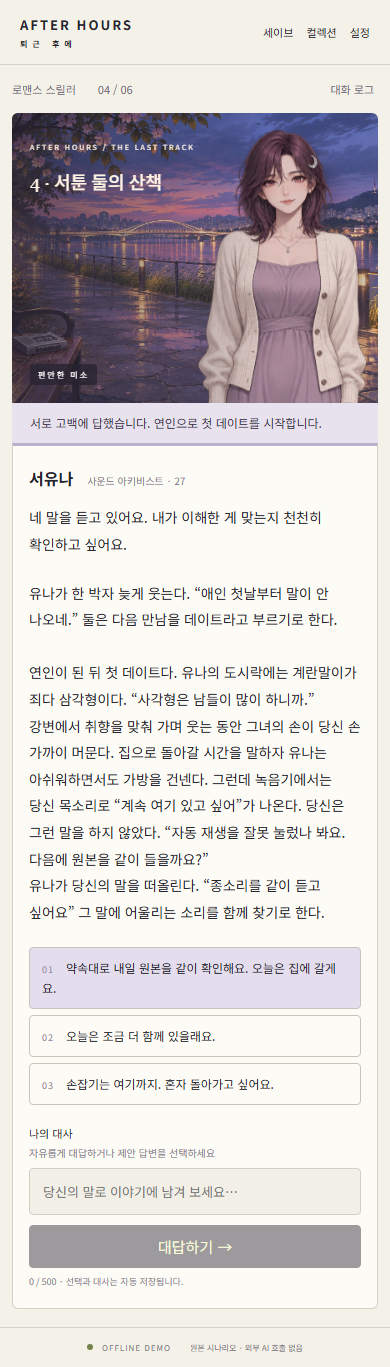 AFTER HOURS
퇴근 후에
세이브 컬렉션 설정
로맨스 스릴러 04 / 06 대화 로그
AFTER HOURS / THE LAST TRACK
4 · 서툰 둘의 산책
편안한 미소
서로 고백에 답했습니다. 연인으로 첫 데이트를 시작합니다.
서유나 사운드 아키비스트 · 27
네 말을 듣고 있어요. 내가 이해한 게 맞는지 천천히
확인하고 싶어요.
유나가 한 박자 늦게 웃는다. “애인 첫날부터 말이 안
나오네.” 둘은 다음 만남을 데이트라고 부르기로 한다.
연인이 된 뒤 첫 데이트다. 유나의 도시락에는 계란말이가
죄다 삼각형이다. “사각형은 남들이 많이 하니까.”
강변에서 취향을 맞춰 가며 웃는 동안 그녀의 손이 당신 손
가까이 머문다. 집으로 돌아갈 시간을 말하자 유나는
아쉬워하면서도 가방을 건넨다. 그런데 녹음기에서는
당신 목소리로 “계속 여기 있고 싶어”가 나온다. 당신은
그런 말을 하지 않았다. “자동 재생을 잘못 눌렀나 봐요.
다음에 원본을 같이 들을까요?”
유나가 당신의 말을 떠올린다. “종소리를 같이 듣고
싶어요” 그 말에 어울리는 소리를 함께 찾기로 한다.
01 약속대로 내일 원본을 같이 확인해요. 오늘은 집에 갈게
요.
02 오늘은 조금 더 함께 있을래요.
03 손잡기는 여기까지. 혼자 돌아가고 싶어요.
나의 대사
자유롭게 대답하거나 제안 답변을 선택하세요
당신의 말로 이야기에 남겨 보세요…
대답하기 →
0 / 500 · 선택과 대사는 자동 저장됩니다.
OFFLINE DEMO 원본 시나리오 · 외부 AI 호출 없음